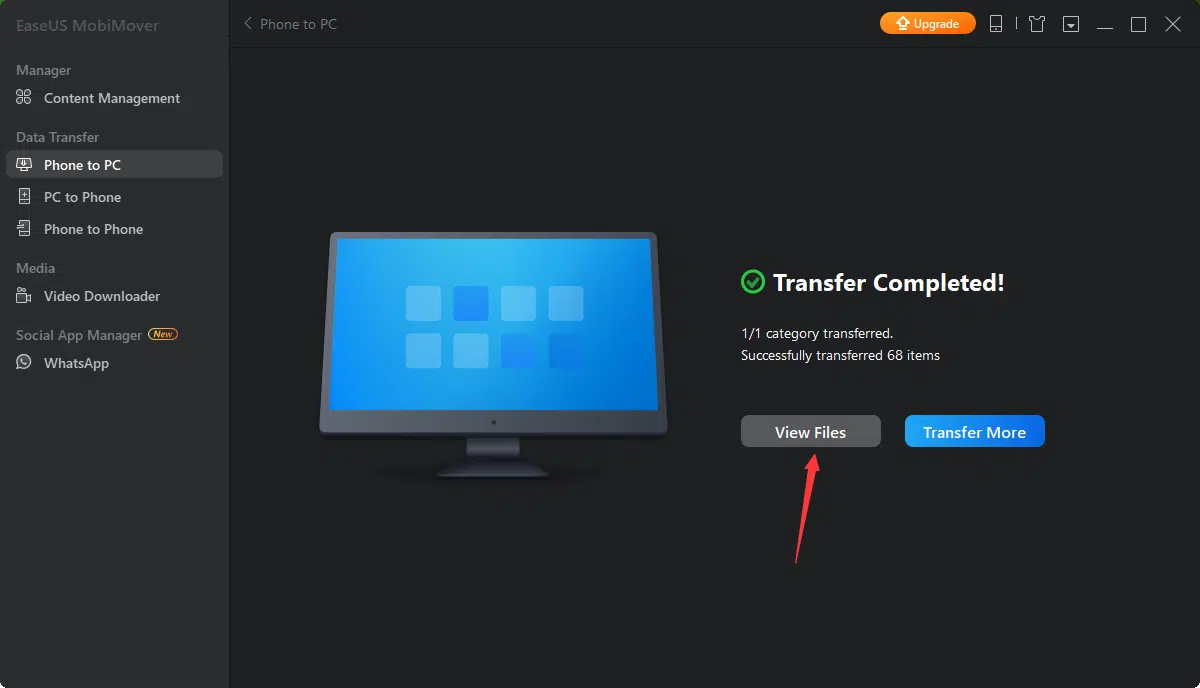 EaseUS MobiMover
Manager
Content Management
Data Transfer
Phone to PC
PC to Phone
Phone to Phone
Media
Video Downloader
Social App Manager New
WhatsApp
Phone to PC
Upgrade
Transfer Completed!
1/1 category transferred.
Successfully transferred 68 items
View Files
Transfer More